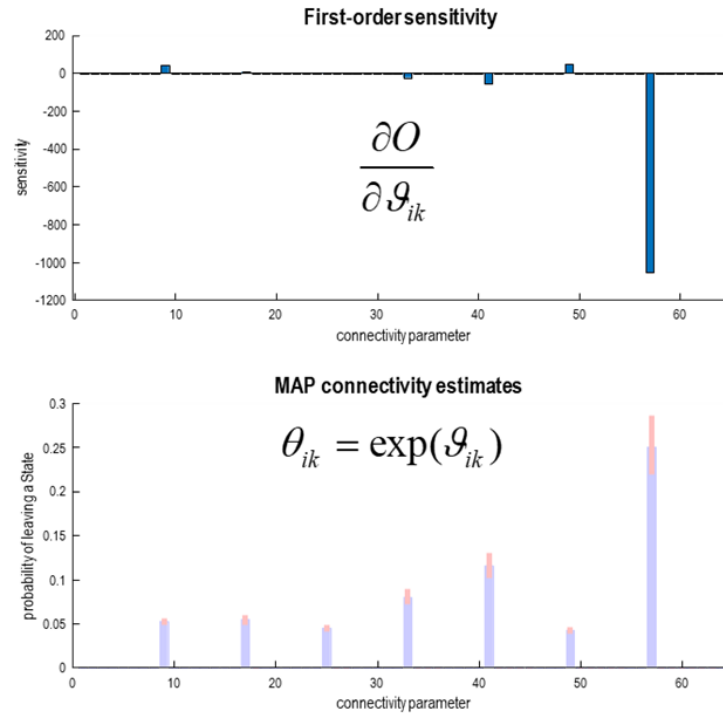 First-order sensitivity
200
0
-200
-400
-600
-800
-1000
-1200
sensitivity
∂O
∂ϑ_ik
0 10 20 30 40 50 60
connectivity parameter
MAP connectivity estimates
0.3
0.25
0.2
0.15
0.1
0.05
0
probability of leaving a State
θ_ik = exp(ϑ_ik)
0 10 20 30 40 50 60
connectivity parameter